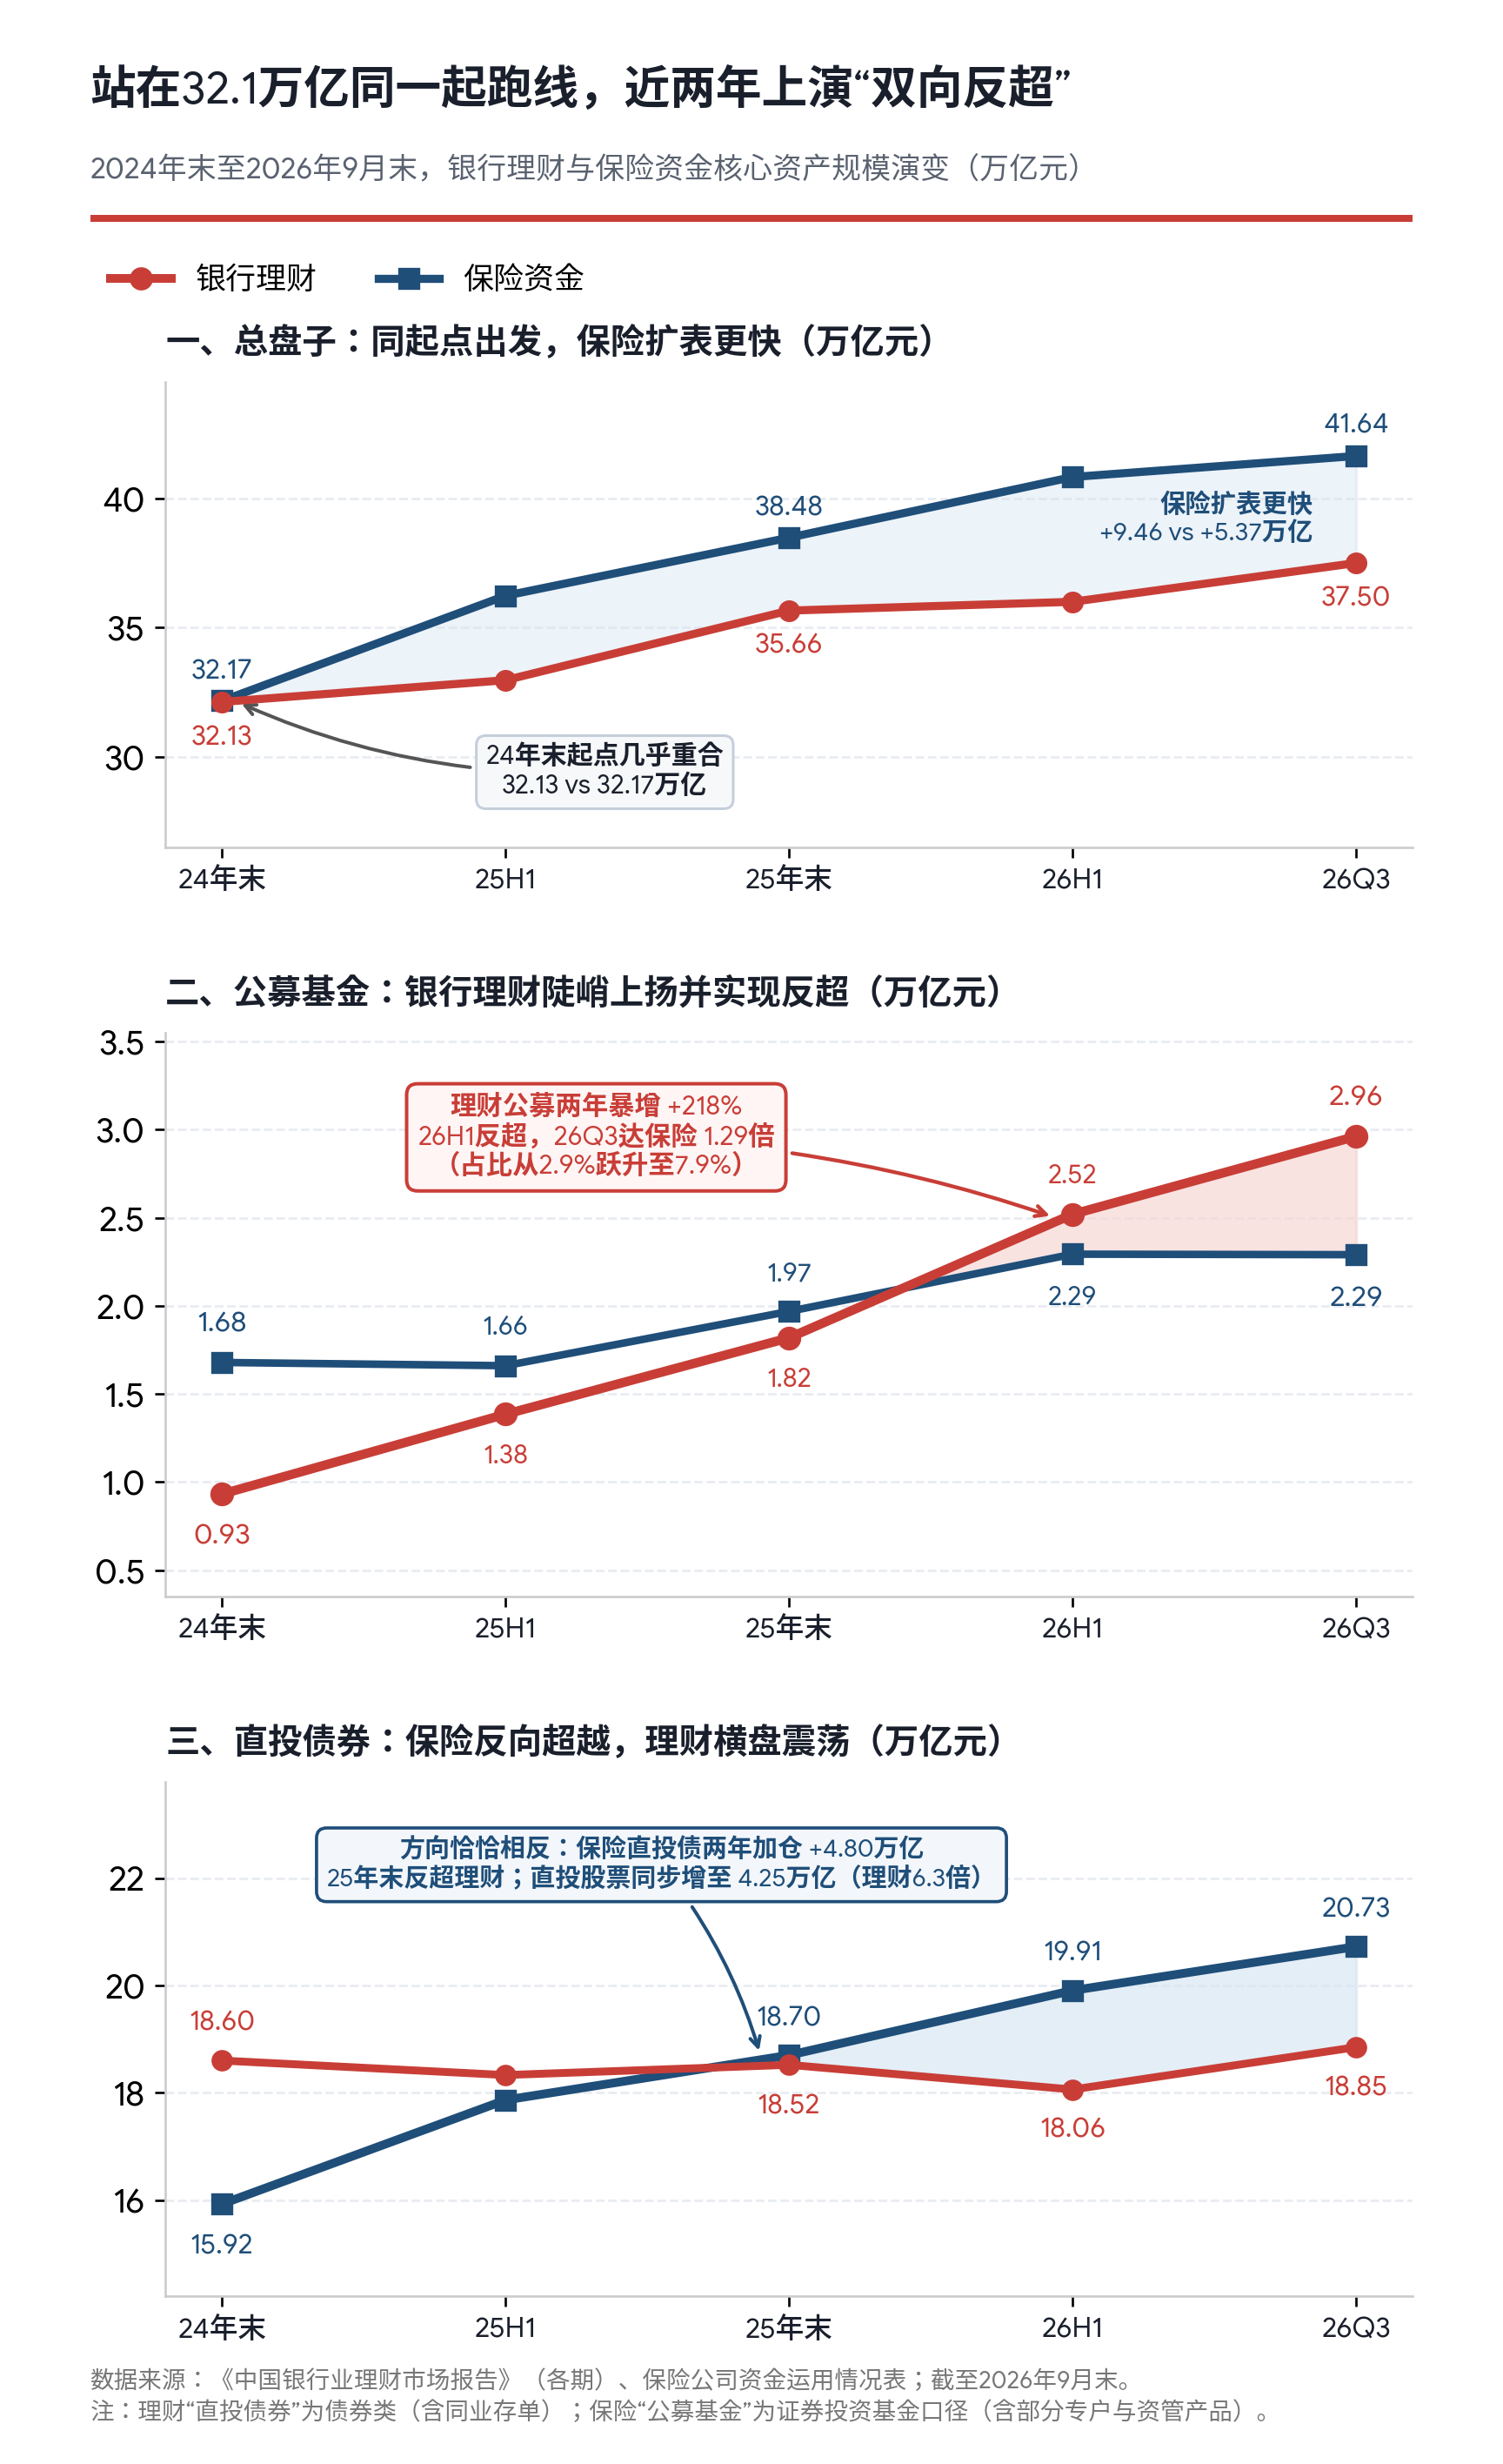 站在32.1万亿同一起跑线，近两年上演“双向反超”
2024年末至2026年9月末，银行理财与保险资金核心资产规模演变（万亿元）
银行理财
保险资金
一、总盘子：同起点出发，保险扩表更快（万亿元）
41.64
40
38.48
保险扩表更快
+9.46 vs +5.37万亿
37.50
35
35.66
32.17
32.13
30
24年末起点几乎重合
32.13 vs 32.17万亿
24年末
25H1
25年末
26H1
26Q3
二、公募基金：银行理财陡峭上扬并实现反超（万亿元）
3.5
理财公募两年暴增 +218%
26H1反超，26Q3达保险 1.29倍
（占比从2.9%跃升至7.9%）
2.96
3.0
2.52
2.5
1.97
2.29
2.29
2.0
1.68
1.66
1.82
1.5
1.38
1.0
0.93
0.5
24年末
25H1
25年末
26H1
26Q3
三、直投债券：保险反向超越，理财横盘震荡（万亿元）
方向恰恰相反：保险直投债两年加仓 +4.80万亿
25年末反超理财；直投股票同步增至 4.25万亿（理财6.3倍）
22
20.73
19.91
20
18.60
18.70
18
18.52
18.06
18.85
16
15.92
24年末
25H1
25年末
26H1
26Q3
数据来源：《中国银行业理财市场报告》（各期）、保险公司资金运用情况表；截至2026年9月末。
注：理财“直投债券”为债券类（含同业存单）；保险“公募基金”为证券投资基金口径（含部分专户与资管产品）。